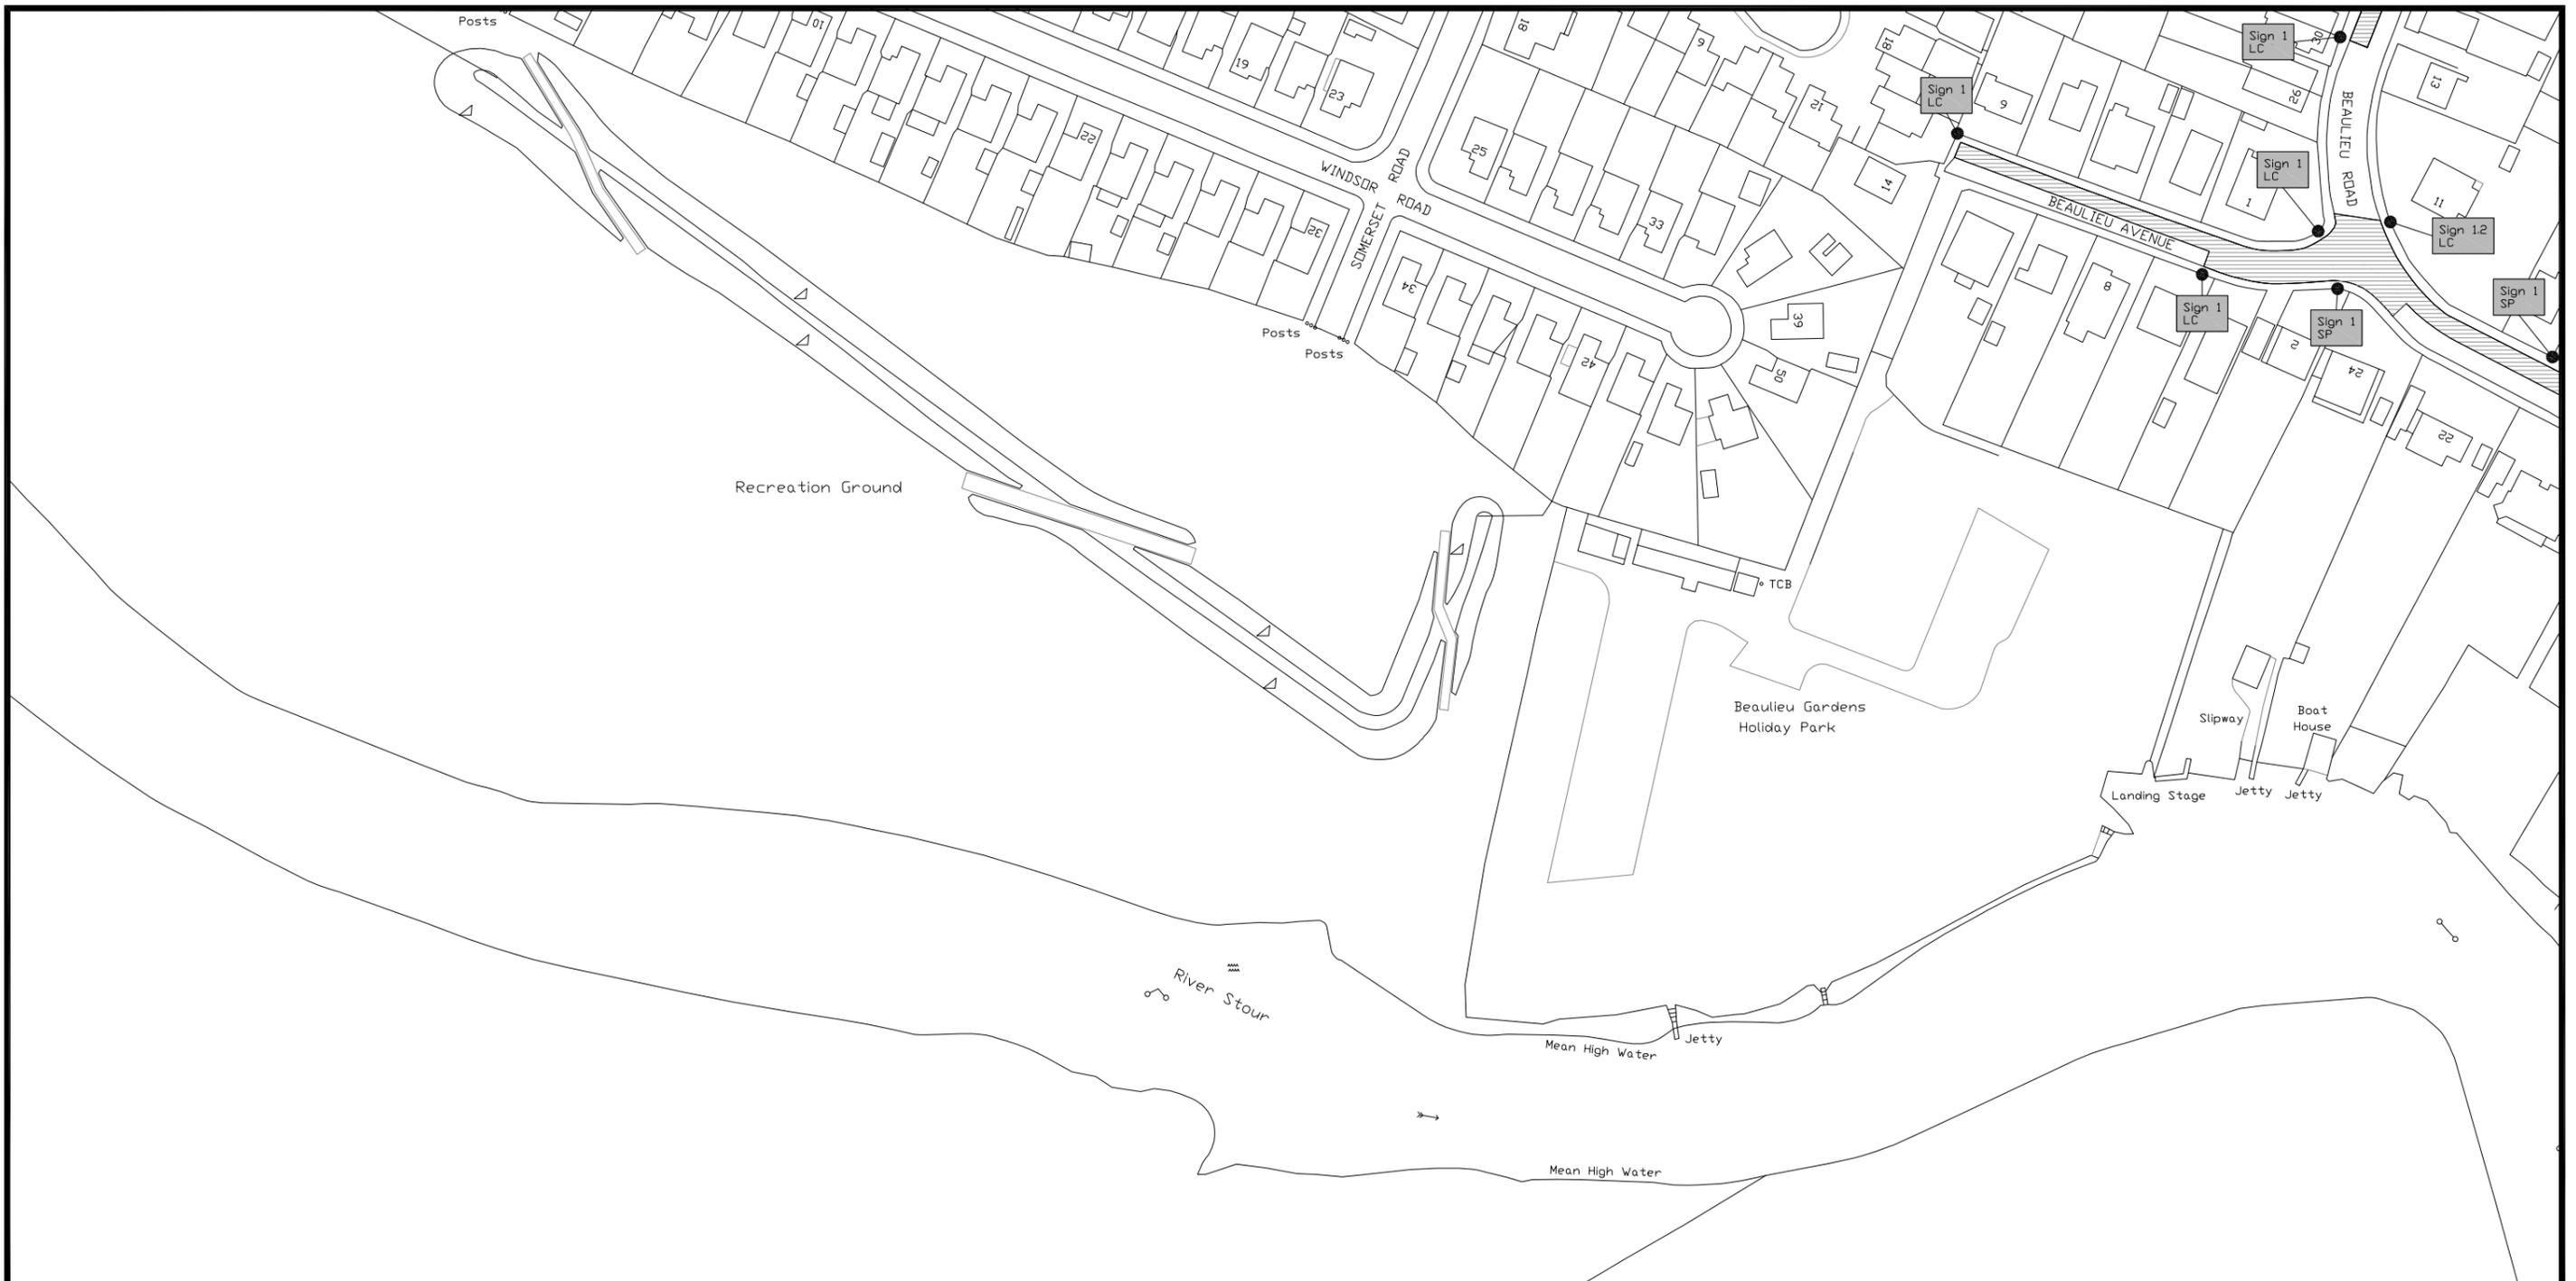 Posts
10
19
23
18
9
18
Sign 1
LC
30
Sign 1
LC
26
13
BEAULIEU ROAD
9
21
22
25
WINDSOR ROAD
SOMERSET ROAD
14
Sign 1
LC
1
11
BEAULIEU AVENUE
Sign 1.2
LC
32
33
34
39
8
Sign 1
LC
Sign 1
SP
Sign 1
SP
Posts
Posts
42
50
2
24
22
Recreation Ground
TCB
Beaulieu Gardens
Holiday Park
Slipway
Boat
House
Landing Stage
Jetty
Jetty
River Stour
Jetty
Mean High Water
Mean High Water